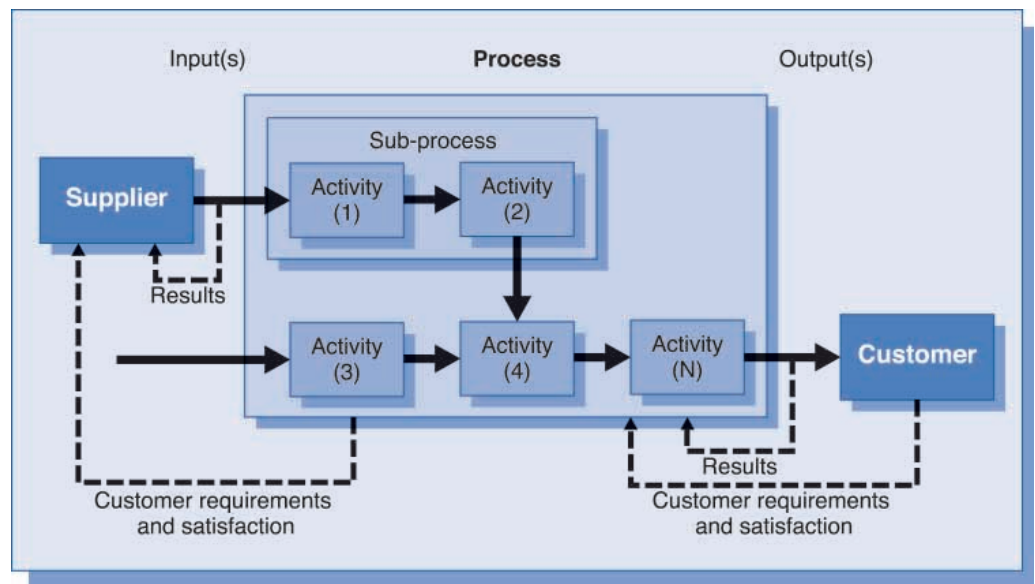 Input(s)
Process
Output(s)
Sub-process
Supplier
Activity
(1)
Activity
(2)
Results
Activity
(3)
Activity
(4)
Activity
(N)
Customer
Results
Customer requirements
and satisfaction
Customer requirements
and satisfaction